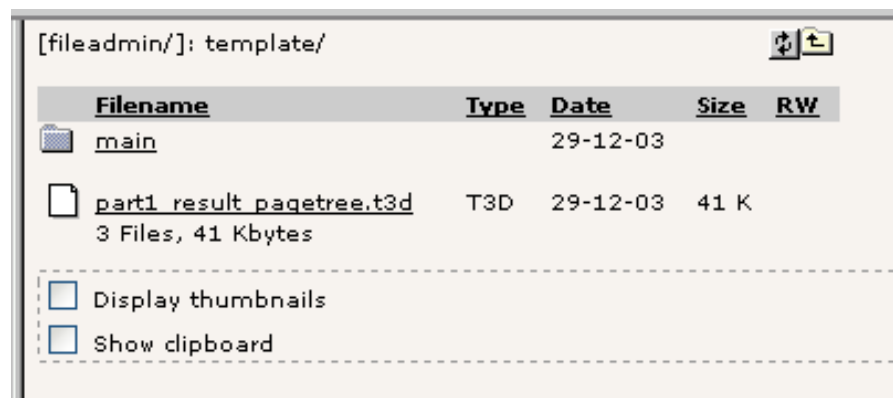 [fileadmin/]: template/
Filename Type Date Size RW
main 29-12-03
part1_result_pagetree.t3d T3D 29-12-03 41 K
3 Files, 41 Kbytes
Display thumbnails
Show clipboard